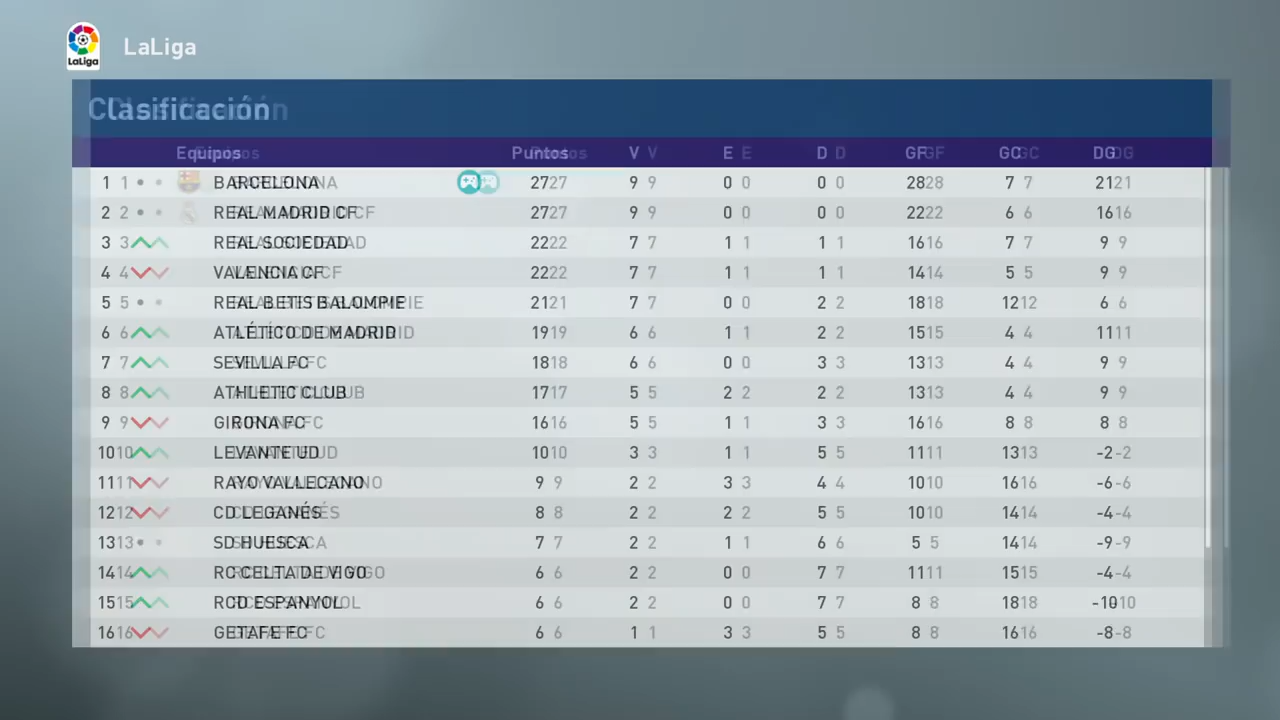 LaLiga
LaLiga
Clasificación
Equipos Puntos V E D GF GC DG
1 BARCELONA 27 9 0 0 28 7 21
2 REAL MADRID CF 27 9 0 0 22 6 16
3 REAL SOCIEDAD 22 7 1 1 16 7 9
4 VALENCIA CF 22 7 1 1 14 5 9
5 REAL BETIS BALOMPIE 21 7 0 2 18 12 6
6 ATLÉTICO DE MADRID 19 6 1 2 15 4 11
7 SEVILLA FC 18 6 0 3 13 4 9
8 ATHLETIC CLUB 17 5 2 2 13 4 9
9 GIRONA FC 16 5 1 3 16 8 8
10 LEVANTE UD 10 3 1 5 11 13 -2
11 RAYO VALLECANO 9 2 3 4 10 16 -6
12 CD LEGANÉS 8 2 2 5 10 14 -4
13 SD HUESCA 7 2 1 6 5 14 -9
14 RC CELTA DE VIGO 6 2 0 7 11 15 -4
15 RCD ESPANYOL 6 2 0 7 8 18 -10
16 GETAFE FC 6 1 3 5 8 16 -8